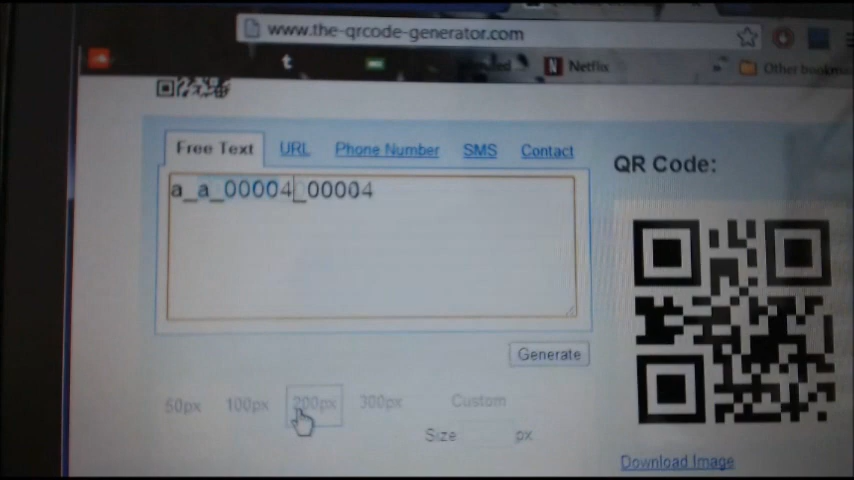 www.the-qrcode-generator.com
t
N Netflix
Other bookma
Free Text URL Phone Number SMS Contact
a_a_00004_00004
QR Code:
Generate
50px 100px 200px 300px Custom
Size px
Download Image